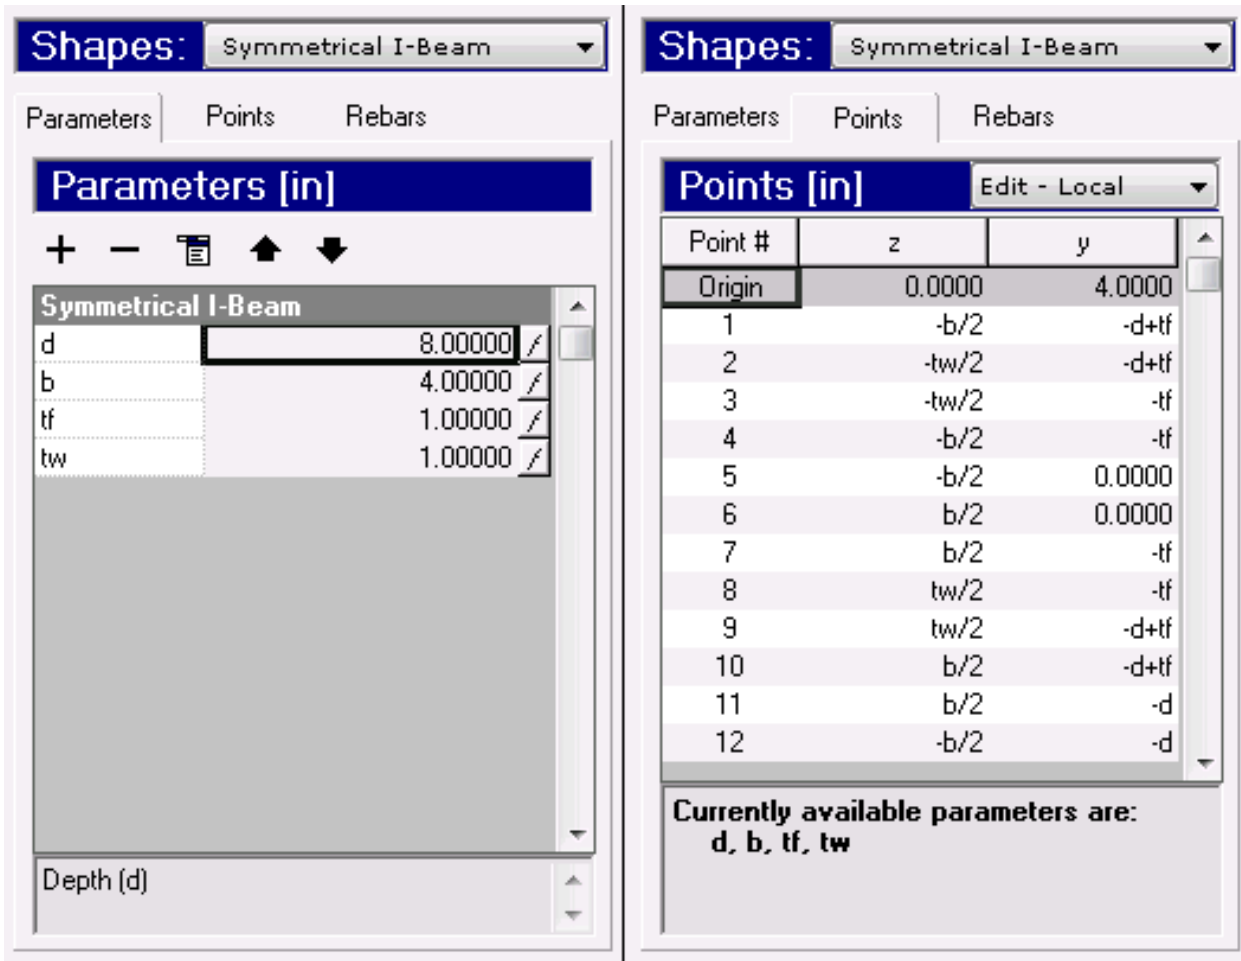 Shapes: Symmetrical I-Beam
Parameters Points Rebars
Parameters [in]
Symmetrical I-Beam
d 8.00000 f
b 4.00000 f
tf 1.00000 f
tw 1.00000 f
Depth (d)
Shapes: Symmetrical I-Beam
Parameters Points Rebars
Points [in] Edit - Local
Point # z y
Origin 0.0000 4.0000
1 -b/2 -d+tf
2 -tw/2 -d+tf
3 -tw/2 -tf
4 -b/2 -tf
5 -b/2 0.0000
6 b/2 0.0000
7 b/2 -tf
8 tw/2 -tf
9 tw/2 -d+tf
10 b/2 -d+tf
11 b/2 -d
12 -b/2 -d
Currently available parameters are:
d, b, tf, tw